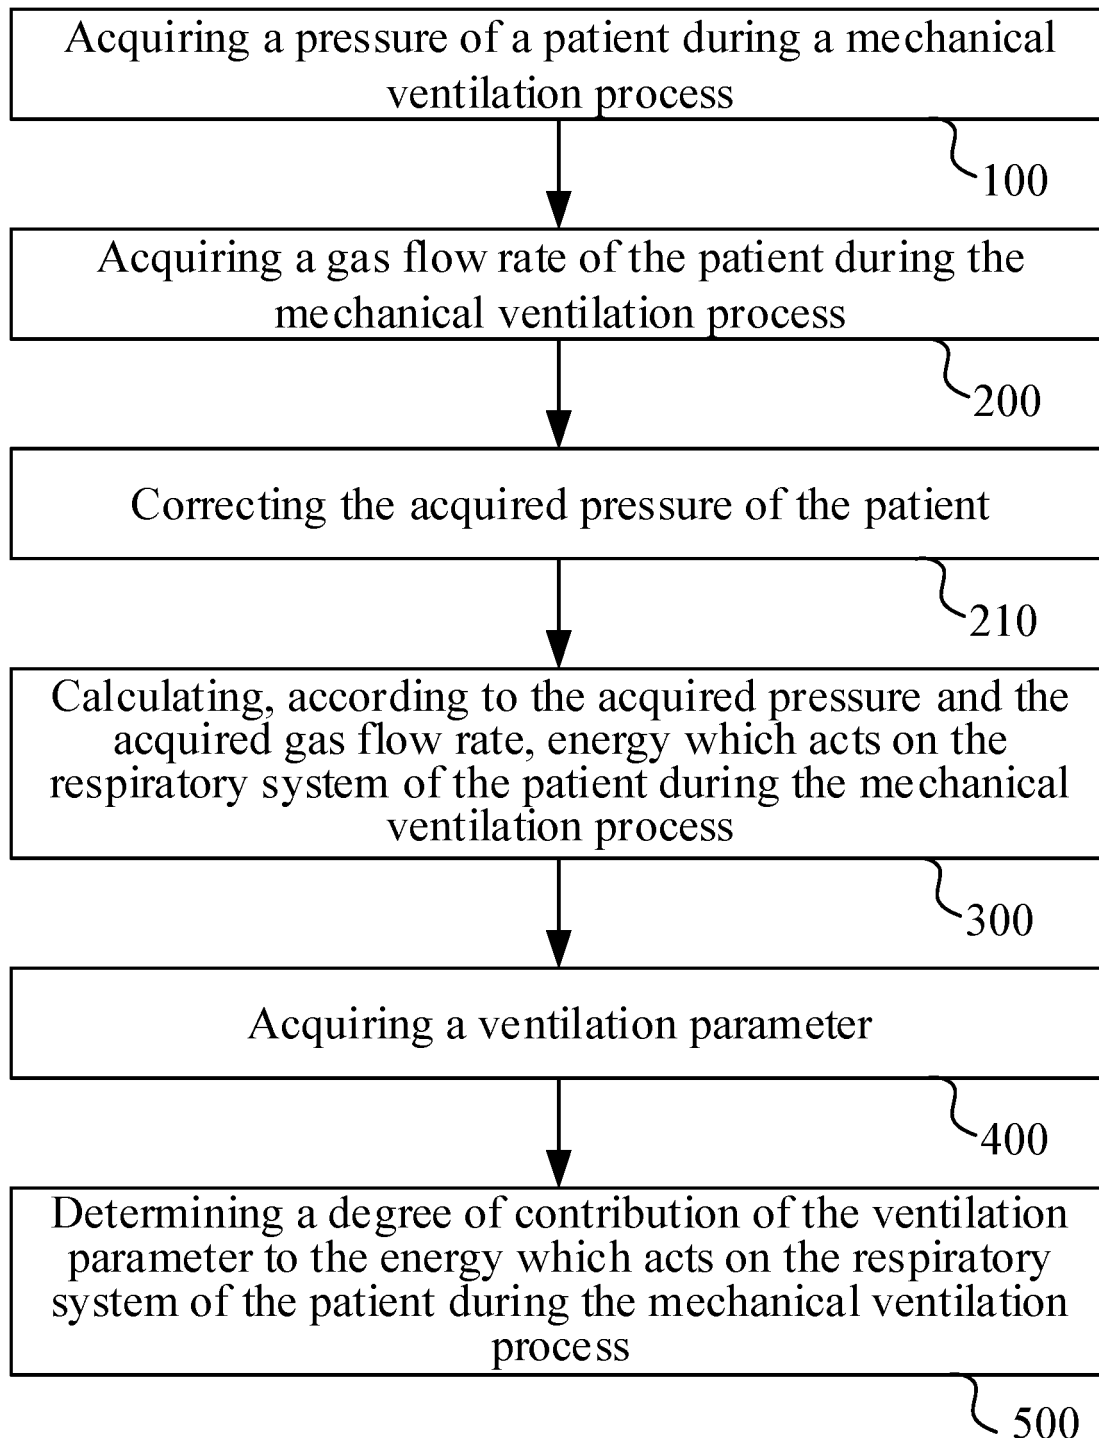 Acquiring a pressure of a patient during a mechanical
ventilation process
100
Acquiring a gas flow rate of the patient during the
mechanical ventilation process
200
Correcting the acquired pressure of the patient
210
Calculating, according to the acquired pressure and the
acquired gas flow rate, energy which acts on the
respiratory system of the patient during the mechanical
ventilation process
300
Acquiring a ventilation parameter
400
Determining a degree of contribution of the ventilation
parameter to the energy which acts on the respiratory
system of the patient during the mechanical ventilation
process
500